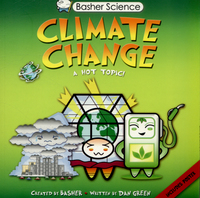 Basher Science
CLIMATE
CHANGE
A HOT TOPIC!
CREATED BY BASHER • WRITTEN BY DAN GREEN